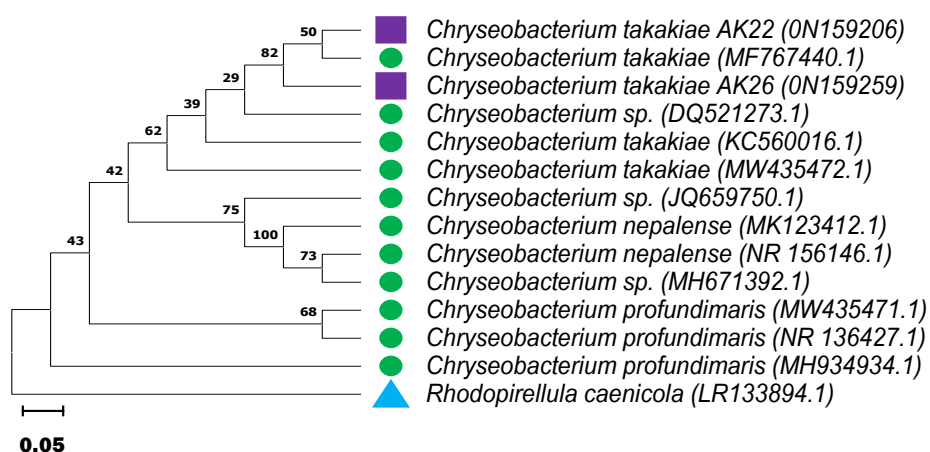 50 Chryseobacterium takakiae AK22 (0N159206)
Chryseobacterium takakiae (MF767440.1)
82 Chryseobacterium takakiae AK26 (0N159259)
29 Chryseobacterium sp. (DQ521273.1)
39 Chryseobacterium takakiae (KC560016.1)
62 Chryseobacterium takakiae (MW435472.1)
42
75 Chryseobacterium sp. (JQ659750.1)
Chryseobacterium nepalense (MK123412.1)
100
43 73 Chryseobacterium nepalense (NR 156146.1)
Chryseobacterium sp. (MH671392.1)
68 Chryseobacterium profundimaris (MW435471.1)
Chryseobacterium profundimaris (NR 136427.1)
Chryseobacterium profundimaris (MH934934.1)
Rhodopirellula caenicola (LR133894.1)
0.05